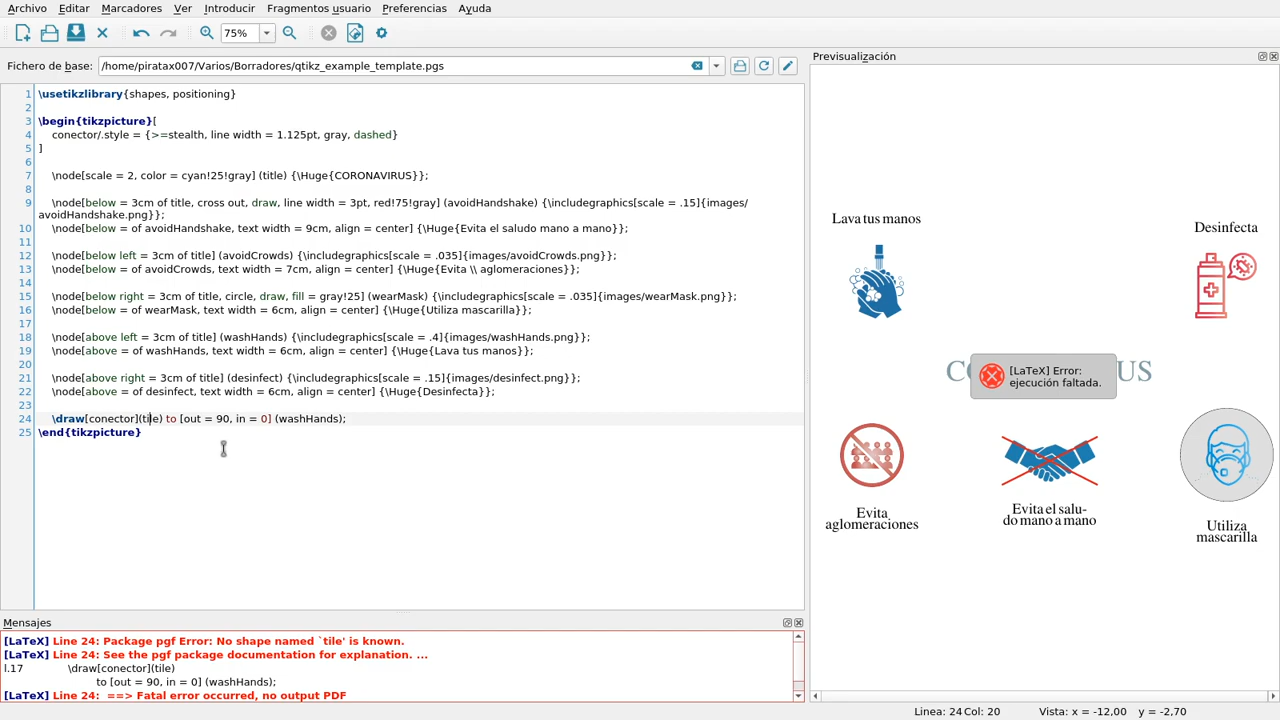 Archivo Editar Marcadores Ver Introducir Fragmentos usuario Preferencias Ayuda
75%
Fichero de base: /home/piratax007/Varios/Borradores/qtikz_example_template.pgs
1 \usetikzlibrary{shapes, positioning}
2
3 \begin{tikzpicture}[
4 conector/.style = {>=stealth, line width = 1.125pt, gray, dashed}
5 ]
6
7 \node[scale = 2, color = cyan!25!gray] (title) {\Huge{CORONAVIRUS}};
8
9 \node[below = 3cm of title, cross out, draw, line width = 3pt, red!75!gray] (avoidHandshake) {\includegraphics[scale = .15]{images/
avoidHandshake.png}};
10 \node[below = of avoidHandshake, text width = 9cm, align = center] {\Huge{Evita el saludo mano a mano}};
11
12 \node[below left = 3cm of title] (avoidCrowds) {\includegraphics[scale = .035]{images/avoidCrowds.png}};
13 \node[below = of avoidCrowds, text width = 7cm, align = center] {\Huge{Evita \\ aglomeraciones}};
14
15 \node[below right = 3cm of title, circle, draw, fill = gray!25] (wearMask) {\includegraphics[scale = .035]{images/wearMask.png}};
16 \node[below = of wearMask, text width = 6cm, align = center] {\Huge{Utiliza mascarilla}};
17
18 \node[above left = 3cm of title] (washHands) {\includegraphics[scale = .4]{images/washHands.png}};
19 \node[above = of washHands, text width = 6cm, align = center] {\Huge{Lava tus manos}};
20
21 \node[above right = 3cm of title] (desinfect) {\includegraphics[scale = .15]{images/desinfect.png}};
22 \node[above = of desinfect, text width = 6cm, align = center] {\Huge{Desinfecta}};
23
24 \draw[conector](tile) to [out = 90, in = 0] (washHands);
25 \end{tikzpicture}
Mensajes
[LaTeX] Line 24: Package pgf Error: No shape named `tile' is known.
[LaTeX] Line 24: See the pgf package documentation for explanation. ...
l.17 \draw[conector](tile)
to [out = 90, in = 0] (washHands);
[LaTeX] Line 24: ==> Fatal error occurred, no output PDF
Previsualización
Lava tus manos
Desinfecta
C US
[LaTeX] Error:
ejecución faltada.
Evita
aglomeraciones
Evita el salu-
do mano a mano
Utiliza
mascarilla
Linea: 24 Col: 20 Vista: x = -12,00 y = -2,70